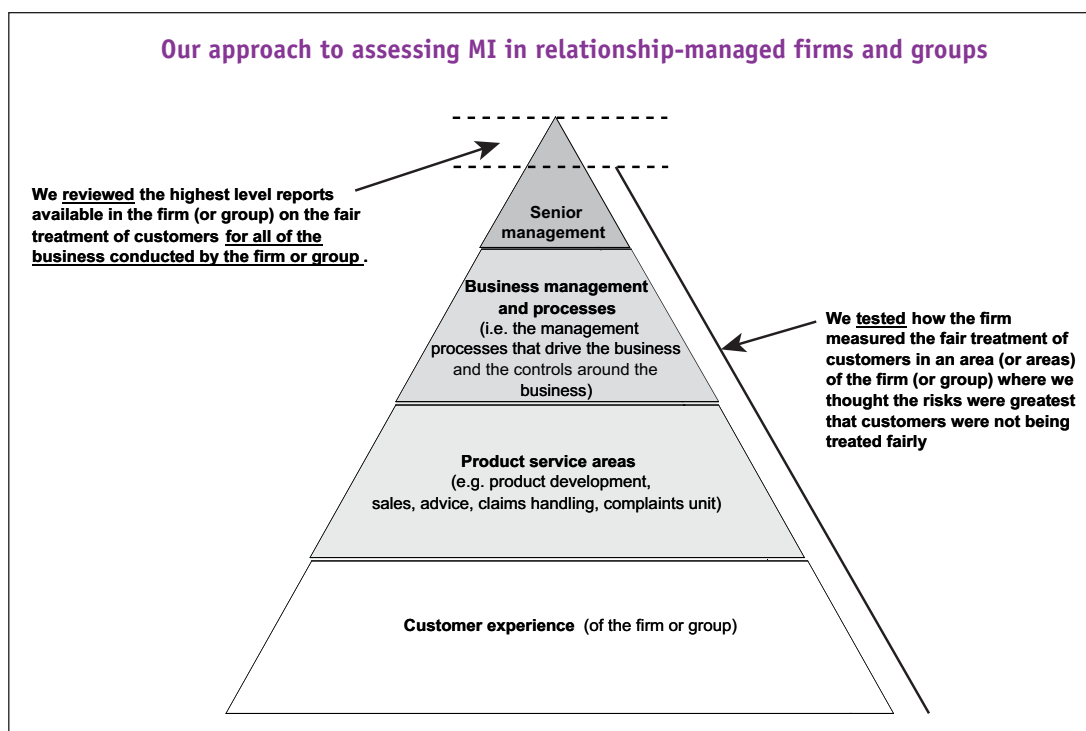 Our approach to assessing MI in relationship-managed firms and groups
We reviewed the highest level reports
available in the firm (or group) on the fair
treatment of customers for all of the
business conducted by the firm or group .
Senior
management
Business management
and processes
(i.e. the management
processes that drive the business
and the controls around the
business)
We tested how the firm
measured the fair treatment of
customers in an area (or areas)
of the firm (or group) where we
thought the risks were greatest
that customers were not being
treated fairly
Product service areas
(e.g. product development,
sales, advice, claims handling, complaints unit)
Customer experience (of the firm or group)